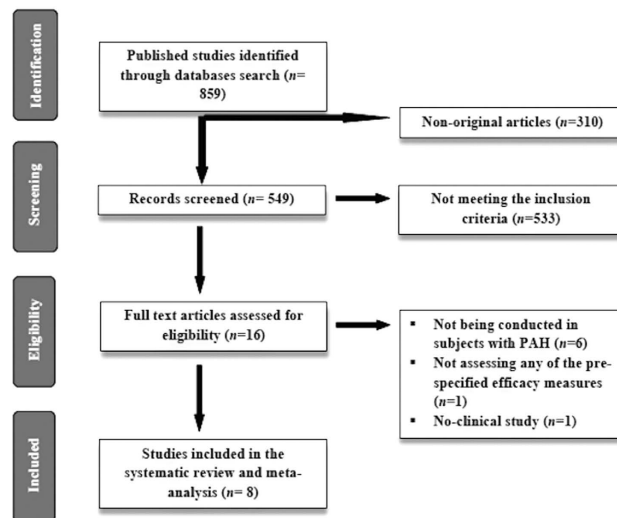 Identification
Published studies identified
through databases search (n=
859)
Non-original articles (n=310)
Screening
Records screened (n= 549)
Not meeting the inclusion
criteria (n=533)
Eligibility
Full text articles assessed for
eligibility (n=16)
▪ Not being conducted in
subjects with PAH (n=6)
▪ Not assessing any of the pre-
specified efficacy measures
(n=1)
▪ No-clinical study (n=1)
Included
Studies included in the
systematic review and meta-
analysis (n= 8)